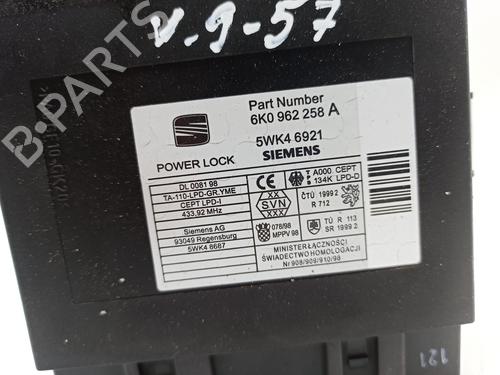 V.9-57
Part Number
6K0 962 258 A
5WK4 6921
SIEMENS
POWER LOCK
DL 0081 98
TA-110-LPD-GR.YME
CEPT LPD-I
433,92 MHz
Siemens AG
93049 Regensburg
5WK4 8687
CE
XX
SVN
XXX
A000. CEPT
134K LPD-D
ČTÚ 1999 2
R 712
078/98
MPPV 98
TÚ R 113
SR 1999 2
MINISTER ŁĄCZNOŚCI
ŚWIADECTWO HOMOLOGACJI
Nr 908/909/910/98
121
B-PARTS